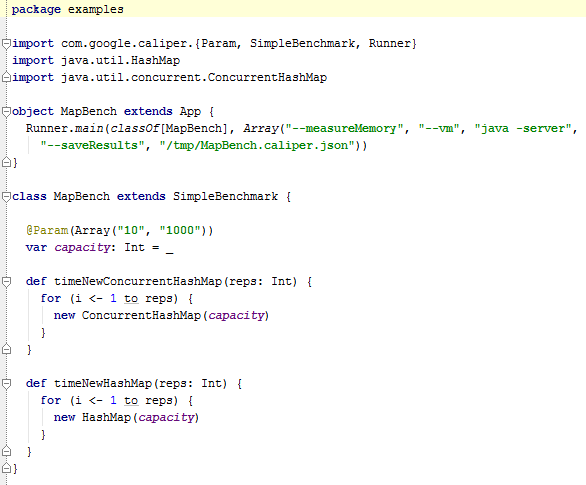 package examples
import com.google.caliper.{Param, SimpleBenchmark, Runner}
import java.util.HashMap
import java.util.concurrent.ConcurrentHashMap
object MapBench extends App {
  Runner.main(classOf[MapBench], Array("--measureMemory", "--vm", "java -server",
    "--saveResults", "/tmp/MapBench.caliper.json"))
}
class MapBench extends SimpleBenchmark {
  @Param(Array("10", "1000"))
  var capacity: Int = _
  def timeNewConcurrentHashMap(reps: Int) {
    for (i <- 1 to reps) {
      new ConcurrentHashMap(capacity)
    }
  }
  def timeNewHashMap(reps: Int) {
    for (i <- 1 to reps) {
      new HashMap(capacity)
    }
  }
}